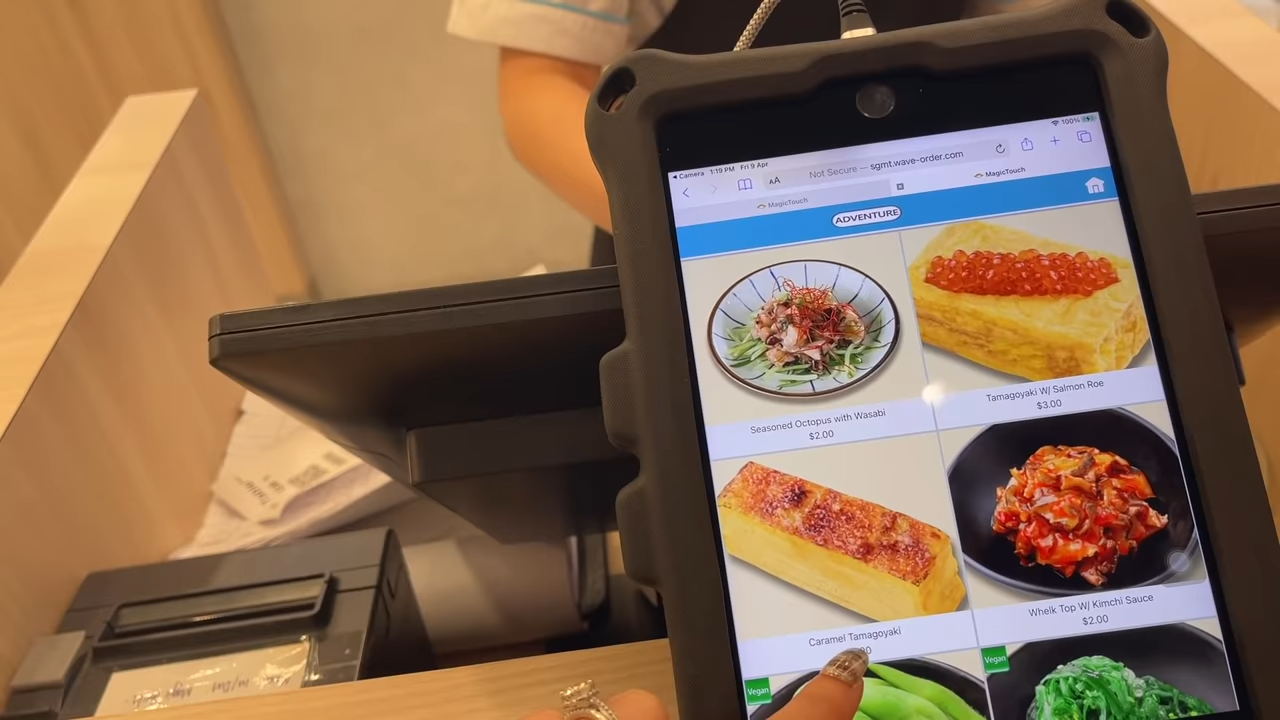 Camera 1:19 PM Fri 9 Apr 100%
AA Not Secure — sgmt.wave-order.com
MagicTouch
MagicTouch
ADVENTURE
Seasoned Octopus with Wasabi
$2.00
Tamagoyaki W/ Salmon Roe
$3.00
Caramel Tamagoyaki
Whelk Top W/ Kimchi Sauce
$2.00
Vegan
Vegan